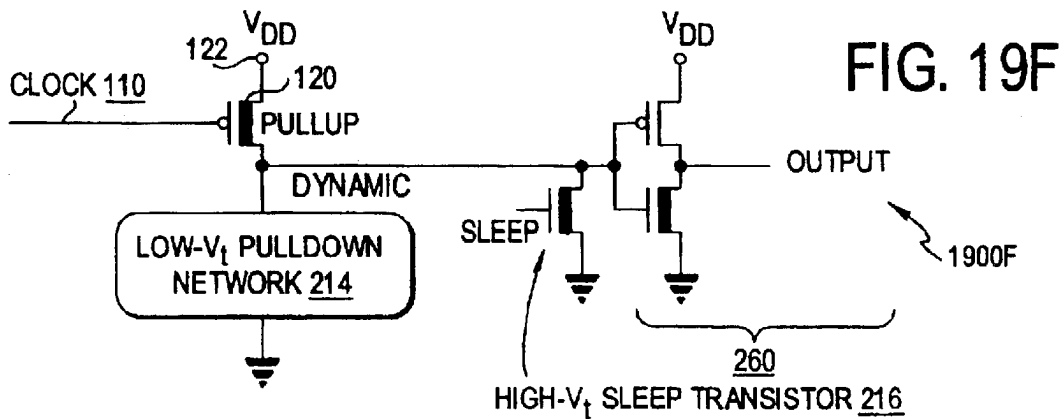 FIG. 19F
V_DD
122
120
CLOCK 110
PULLUP
DYNAMIC
LOW-V_t PULLDOWN
NETWORK 214
V_DD
OUTPUT
SLEEP
1900F
260
HIGH-V_t SLEEP TRANSISTOR 216